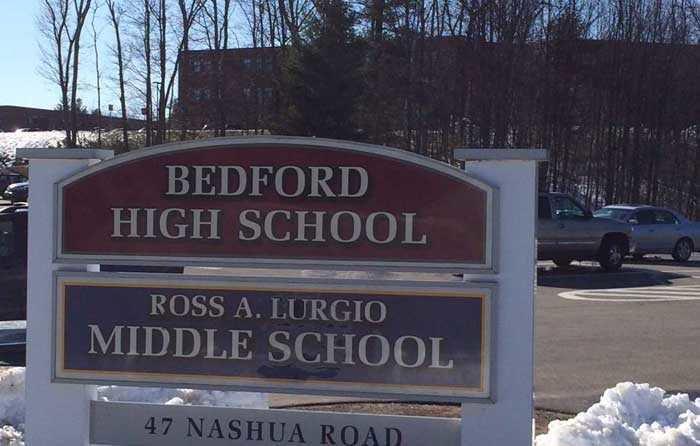 BEDFORD
HIGH SCHOOL
ROSS A. LURGIO
MIDDLE SCHOOL
47 NASHUA ROAD